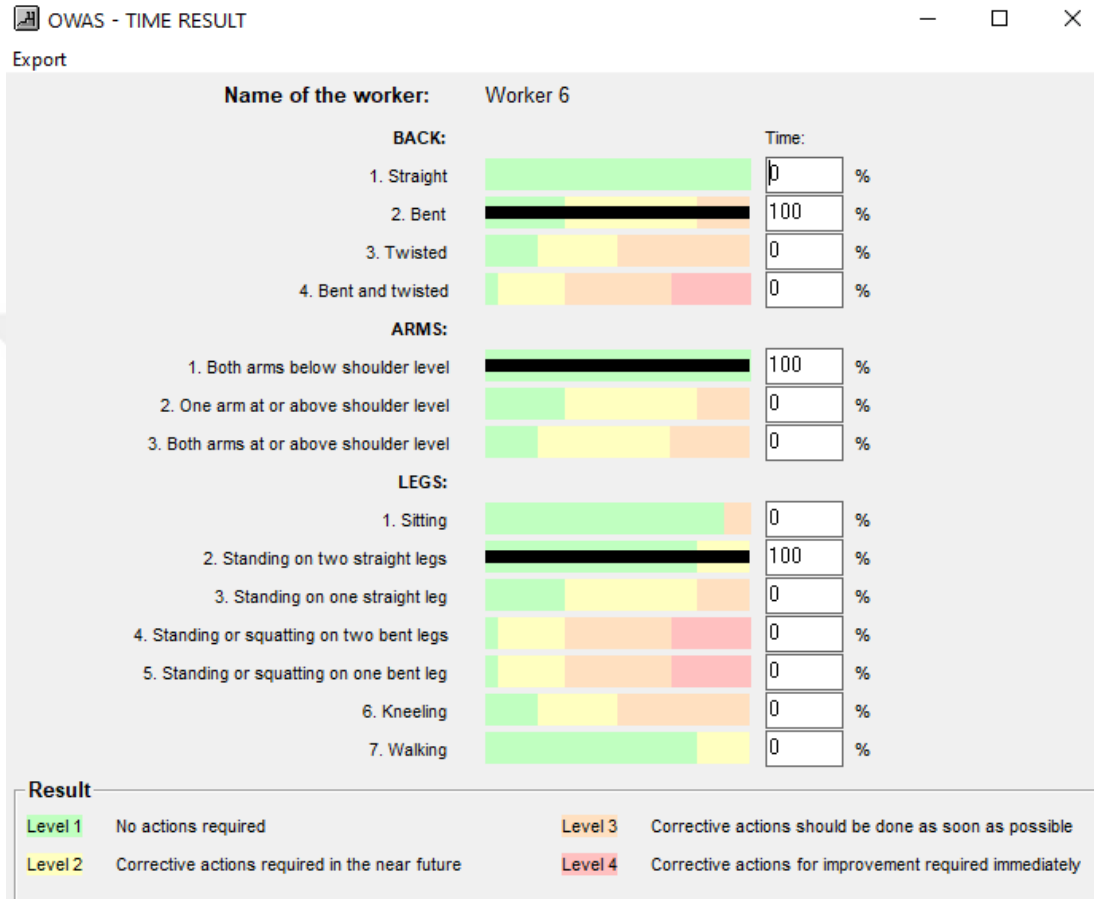 OWAS - TIME RESULT
Export
Name of the worker: Worker 6
BACK: Time:
1. Straight 0 %
2. Bent 100 %
3. Twisted 0 %
4. Bent and twisted 0 %
ARMS:
1. Both arms below shoulder level 100 %
2. One arm at or above shoulder level 0 %
3. Both arms at or above shoulder level 0 %
LEGS:
1. Sitting 0 %
2. Standing on two straight legs 100 %
3. Standing on one straight leg 0 %
4. Standing or squatting on two bent legs 0 %
5. Standing or squatting on one bent leg 0 %
6. Kneeling 0 %
7. Walking 0 %
Result
Level 1 No actions required Level 3 Corrective actions should be done as soon as possible
Level 2 Corrective actions required in the near future Level 4 Corrective actions for improvement required immediately